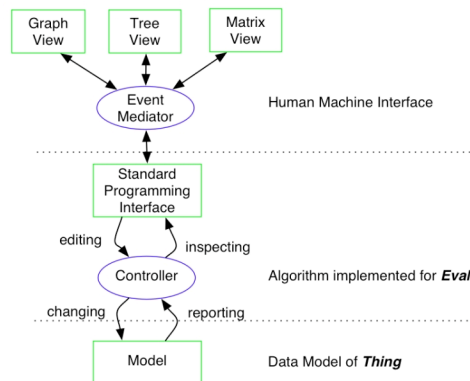 Graph
View
Tree
View
Matrix
View
Event
Mediator
Human Machine Interface
Standard
Programming
Interface
editing
inspecting
Controller
Algorithm implemented for Eval
changing
reporting
Model
Data Model of Thing